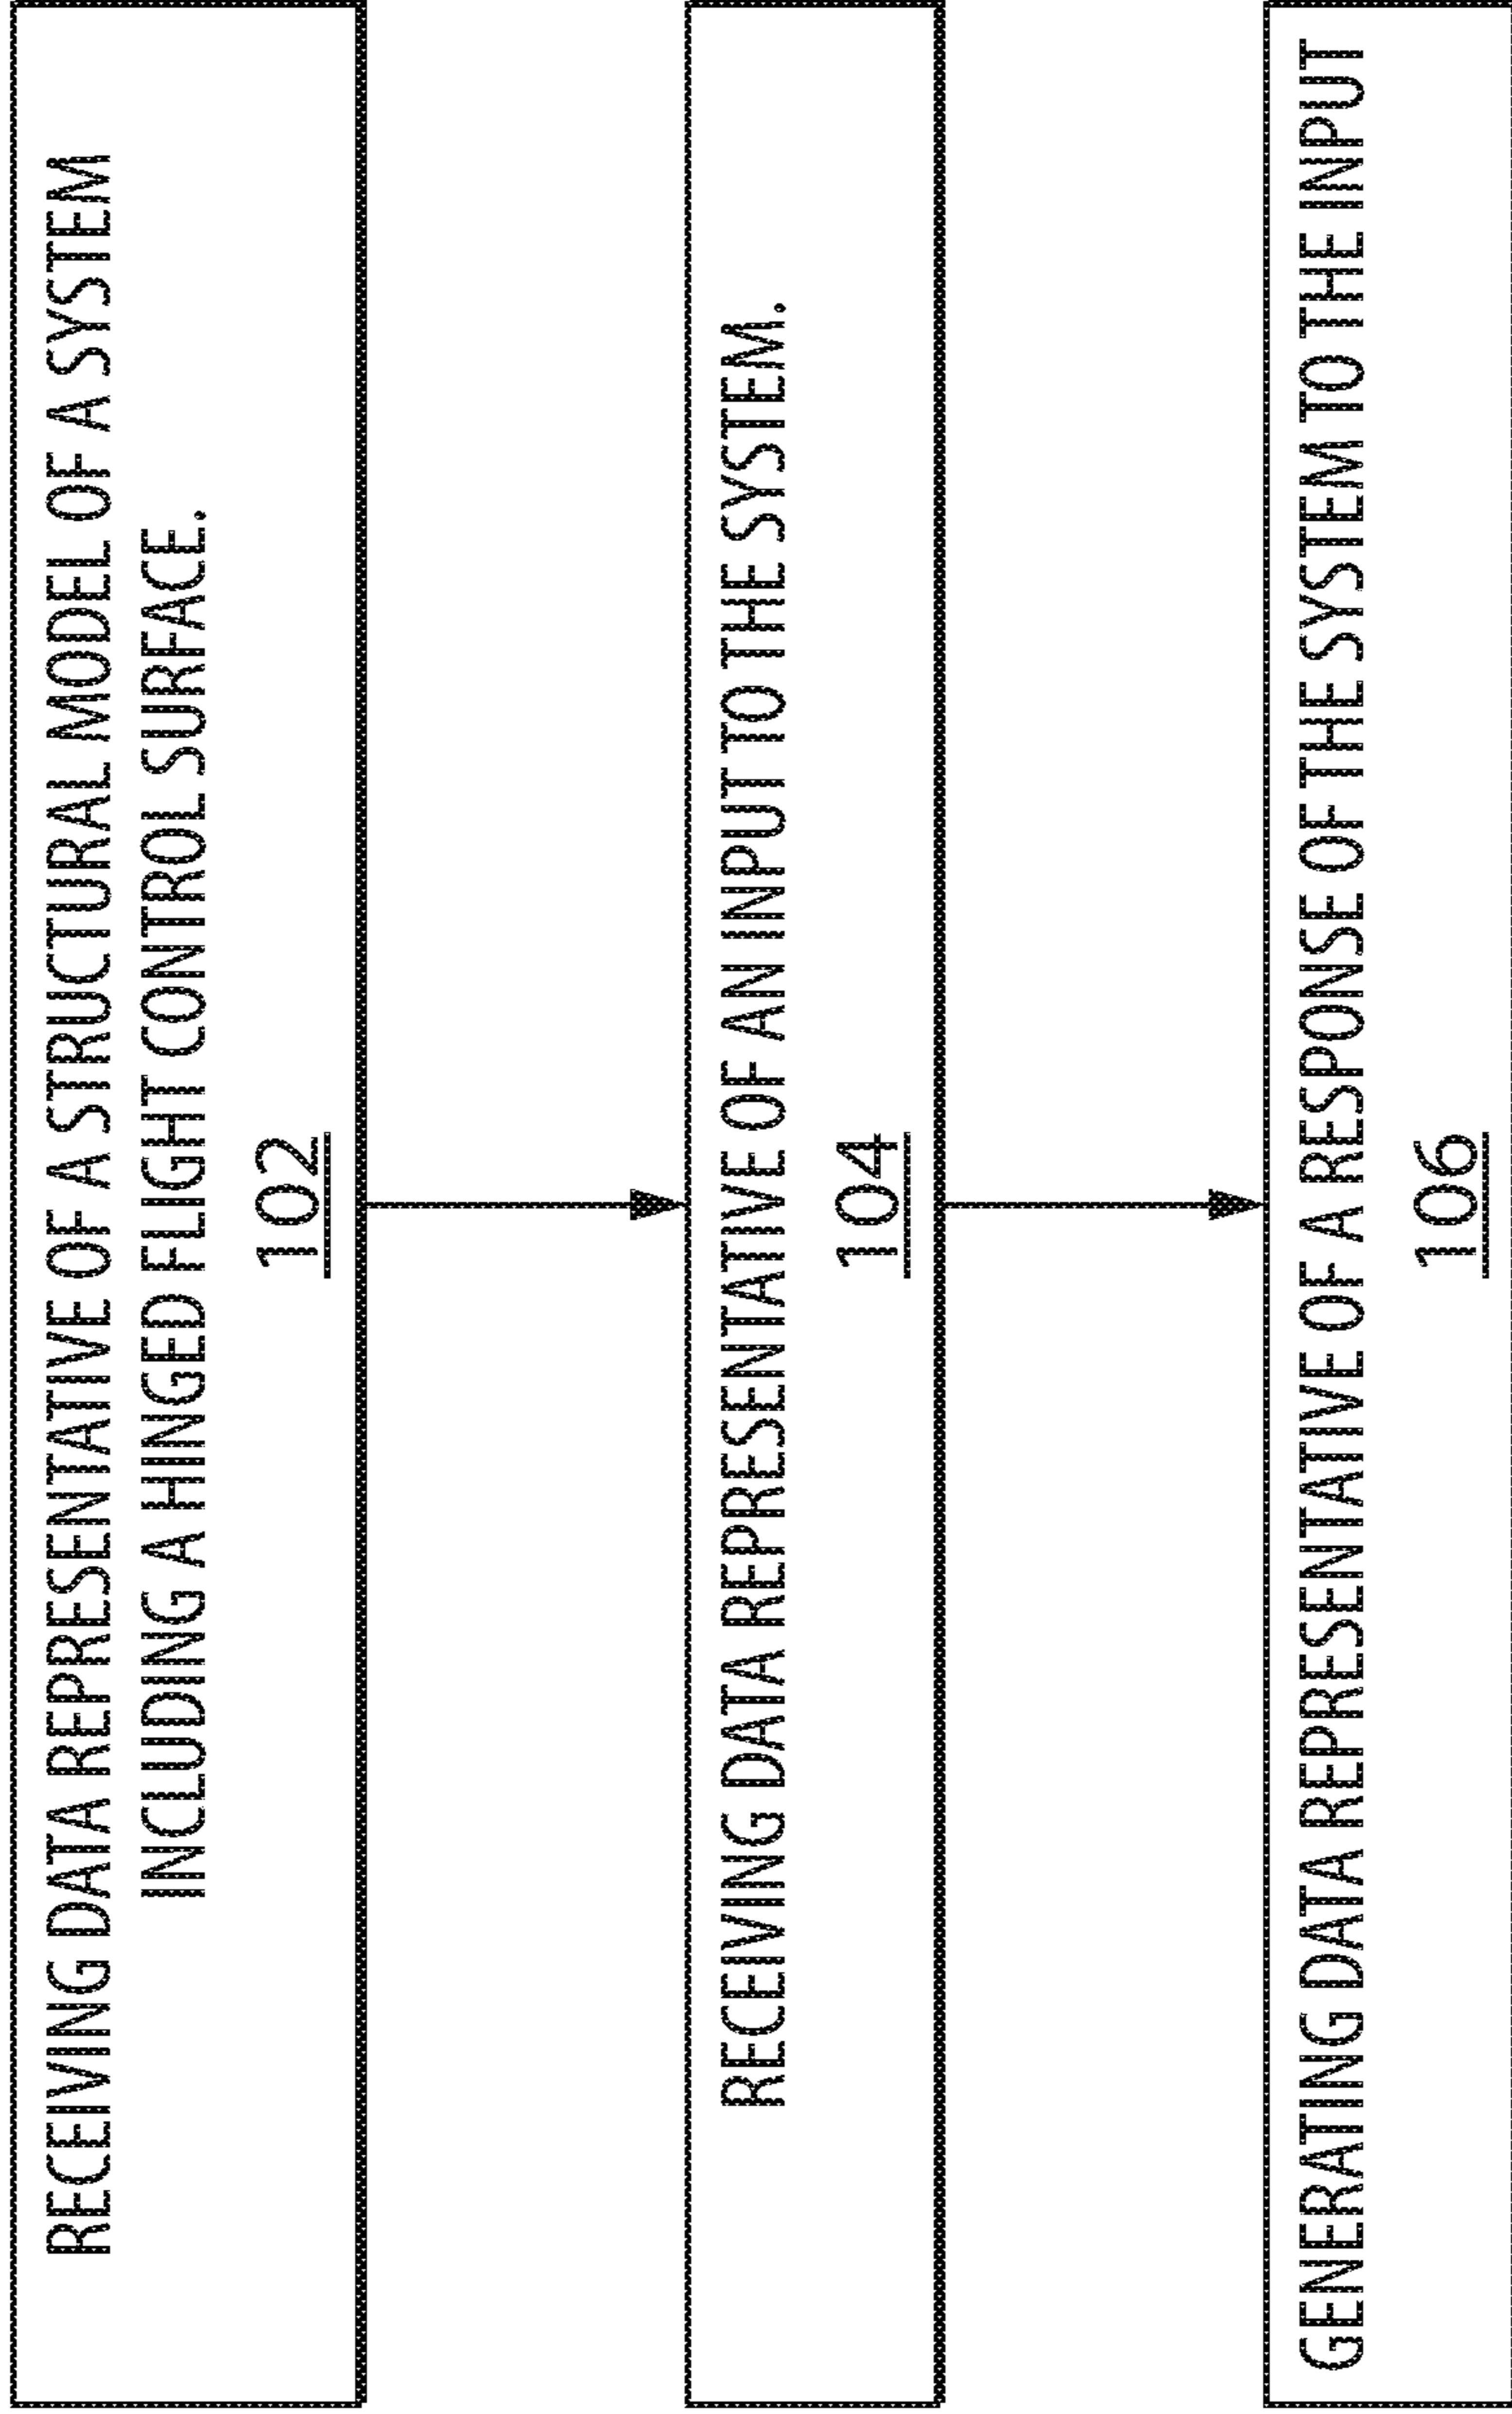 RECEIVING DATA REPRESENTATIVE OF A STRUCTURAL MODEL OF A SYSTEM
INCLUDING A HINGED FLIGHT CONTROL SURFACE.
102
RECEIVING DATA REPRESENTATIVE OF AN INPUT TO THE SYSTEM.
104
GENERATING DATA REPRESENTATIVE OF A RESPONSE OF THE SYSTEM TO THE INPUT
106